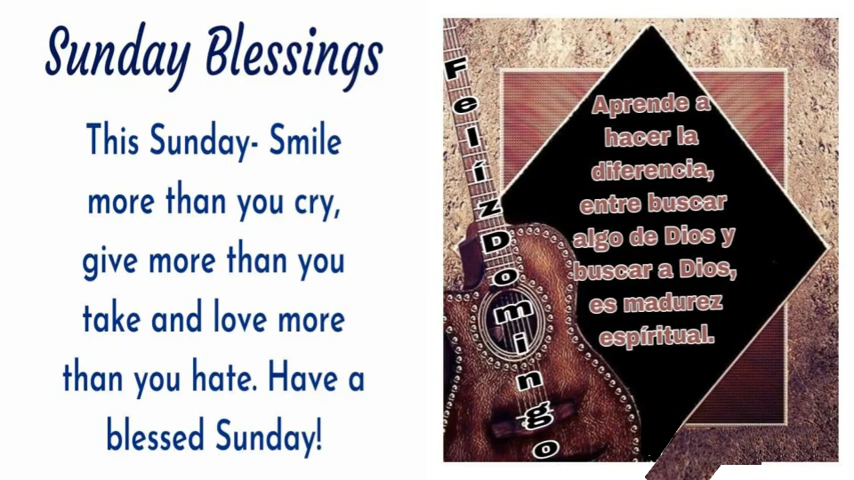 Sunday Blessings
This Sunday- Smile
more than you cry,
give more than you
take and love more
than you hate. Have a
blessed Sunday!
Felíz Domingo
Aprende a
hacer la
diferencia,
entre buscar
algo de Dios y
buscar a Dios,
es madurez
espíritual.